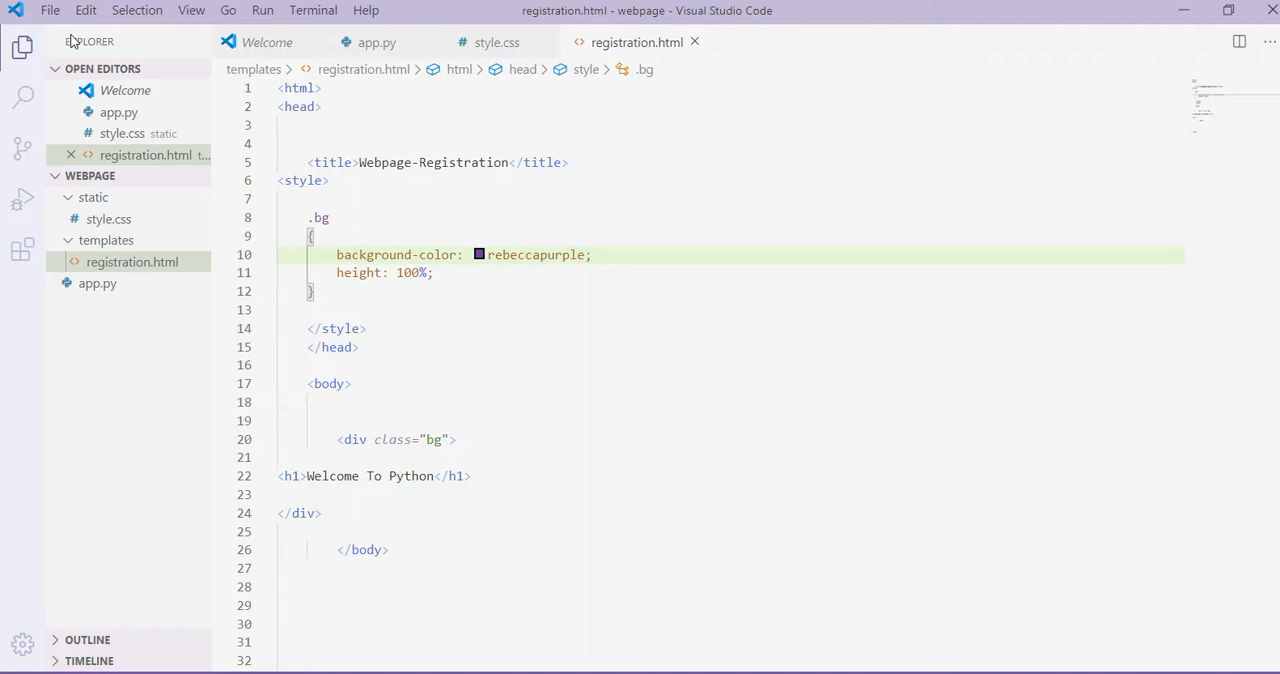 File Edit Selection View Go Run Terminal Help registration.html - webpage - Visual Studio Code
EXPLORER
Welcome app.py style.css registration.html
OPEN EDITORS
Welcome
app.py
style.css static
registration.html t...
WEBPAGE
static
style.css
templates
registration.html
app.py
OUTLINE
TIMELINE
templates > registration.html > html > head > style > .bg
1 <html>
2 <head>
3
4
5 <title>Webpage-Registration</title>
6 <style>
7
8 .bg
9 {
10 background-color: rebeccapurple;
11 height: 100%;
12 }
13
14 </style>
15 </head>
16
17 <body>
18
19
20 <div class="bg">
21
22 <h1>Welcome To Python</h1>
23
24 </div>
25
26 </body>
27
28
29
30
31
32